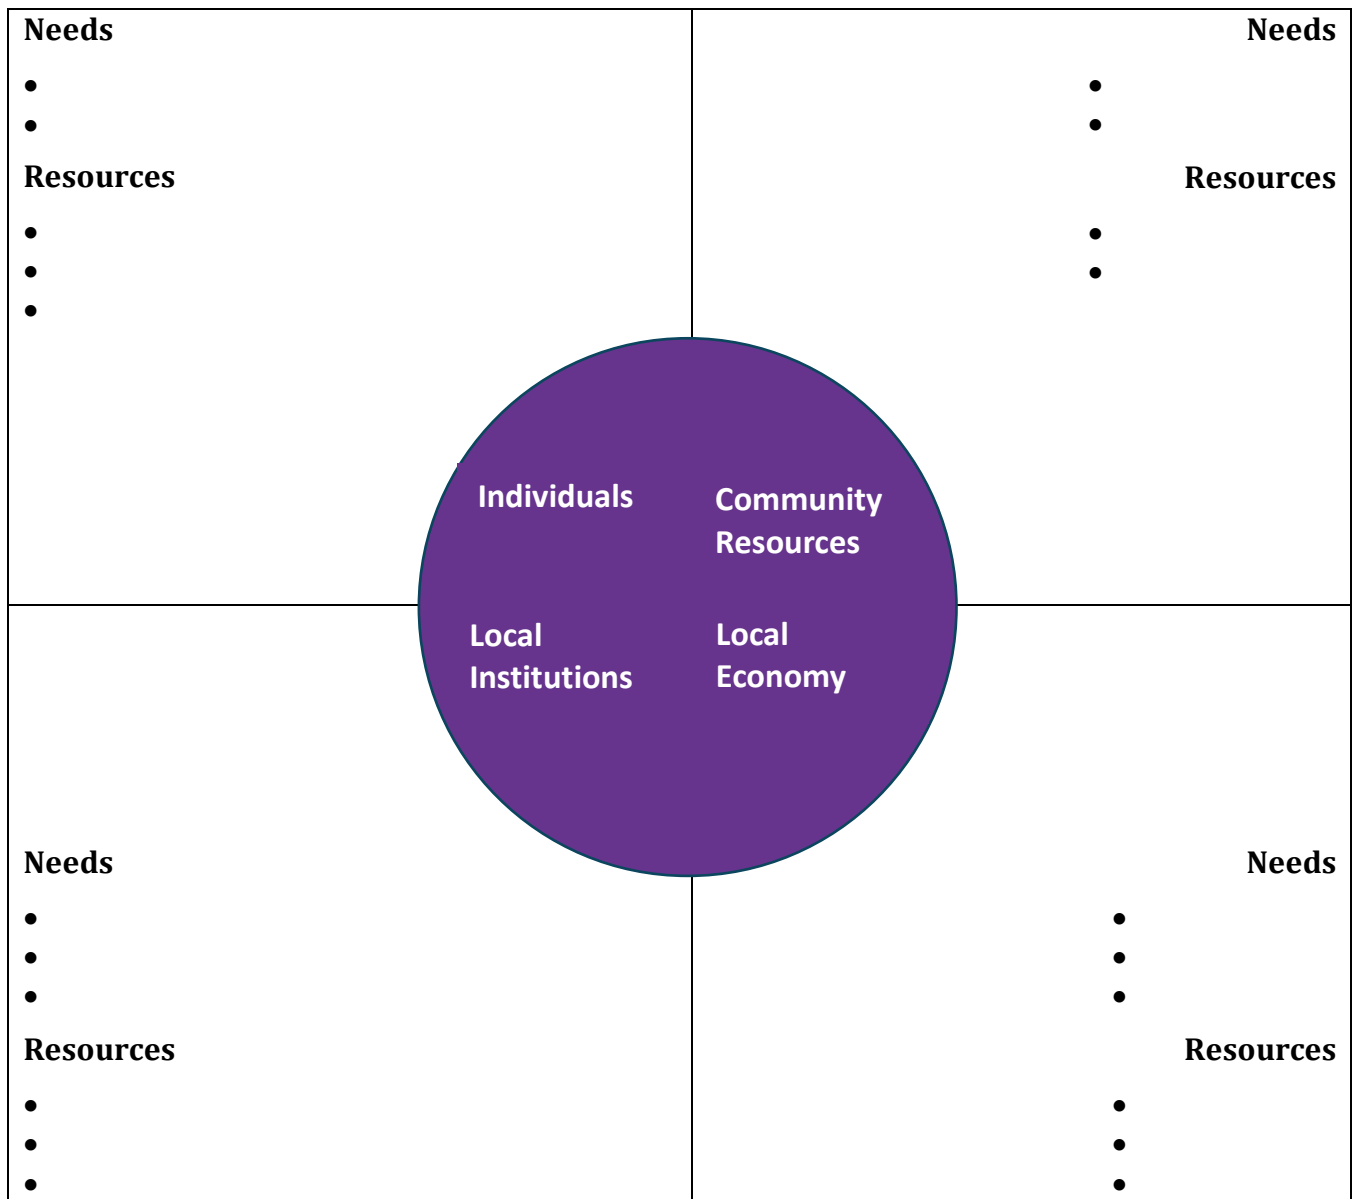 Needs
•
•
Resources
•
•
•
Needs
•
•
Resources
•
•
Individuals
Community
Resources
Local
Institutions
Local
Economy
Needs
•
•
•
Resources
•
•
•
Needs
•
•
•
Resources
•
•
•